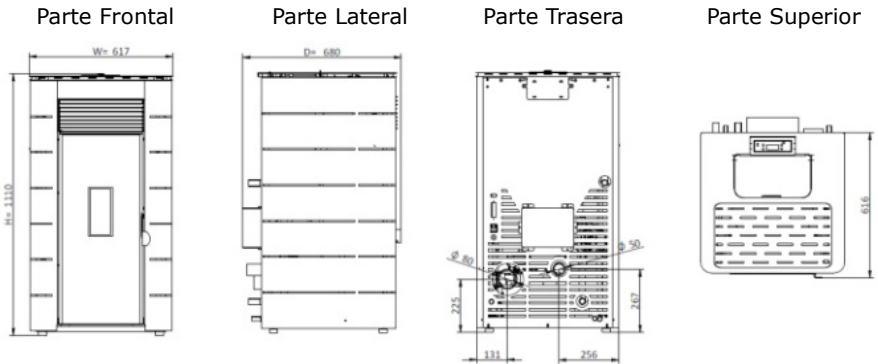 Parte Frontal Parte Lateral Parte Trasera Parte Superior
W= 617
D= 680
H= 1110
616
Ø 80
Ø 50
225
267
131
256